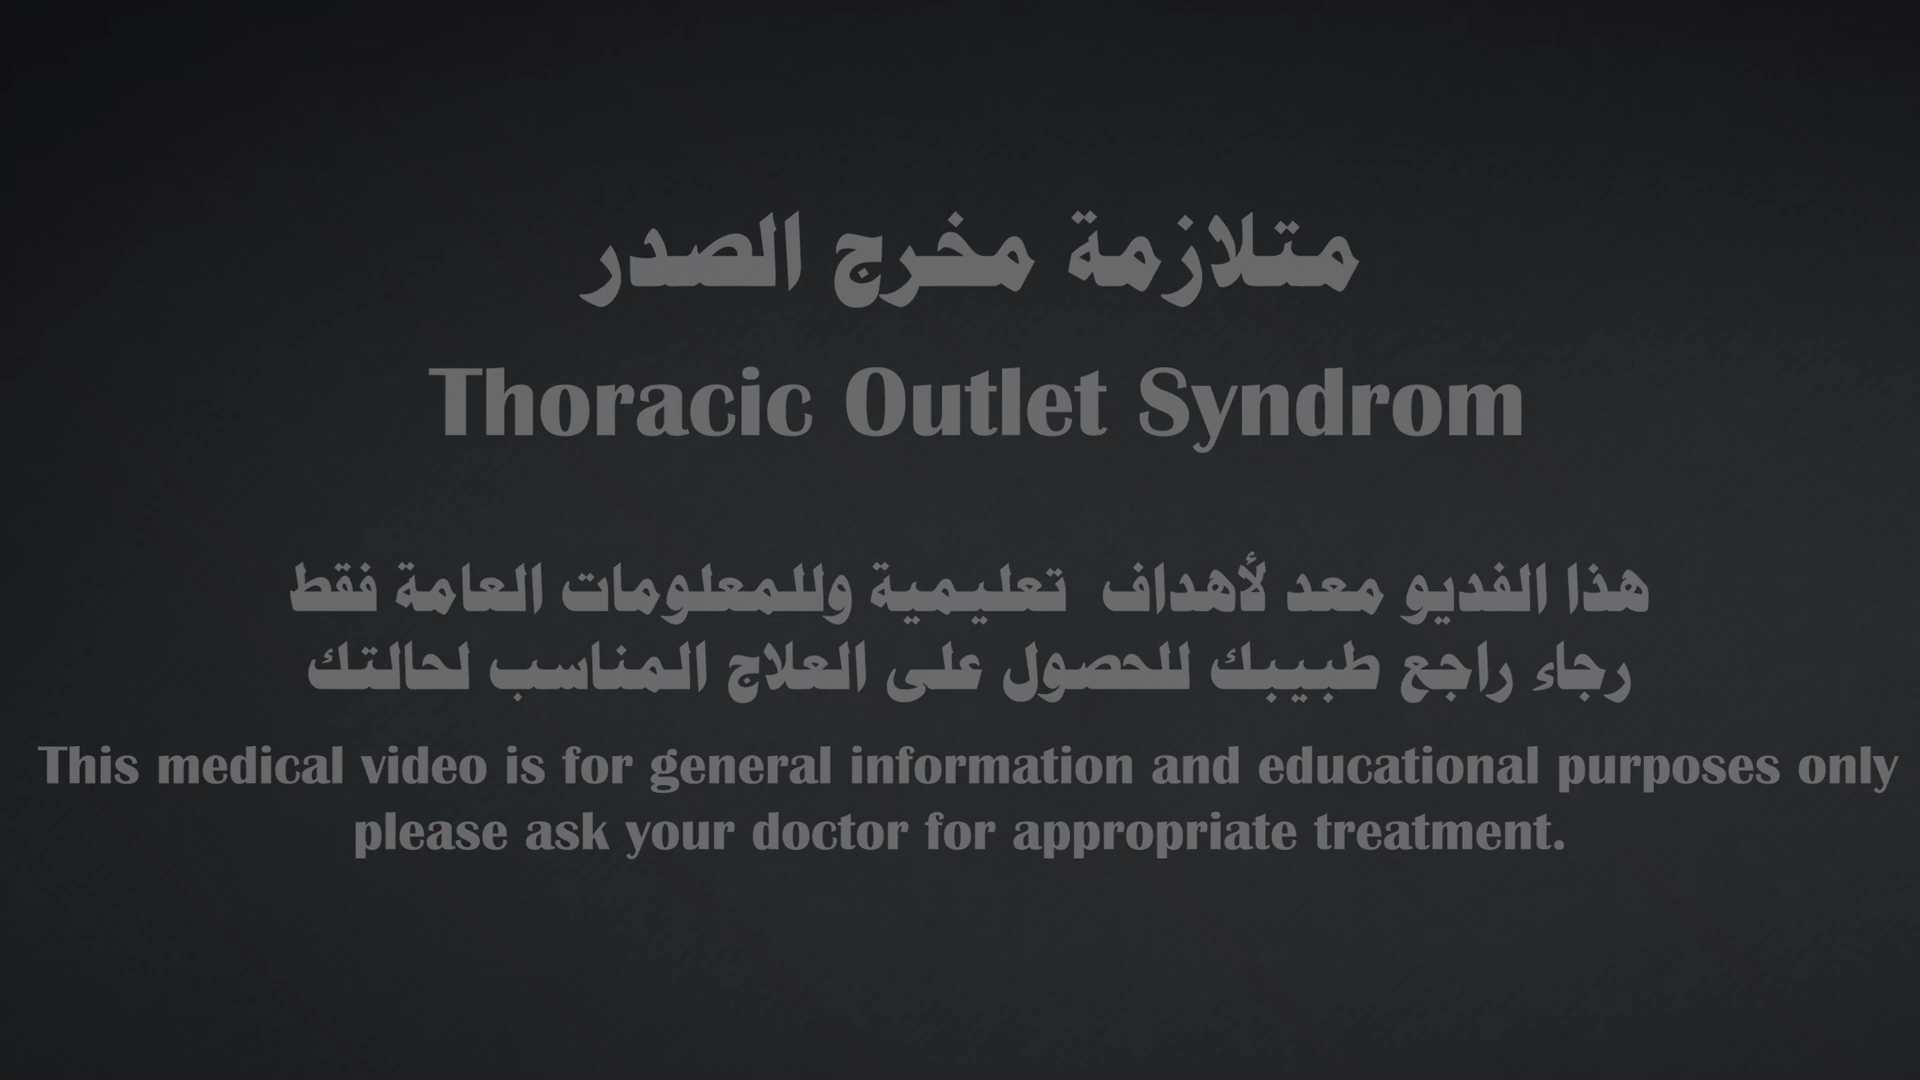 متلازمة مخرج الصدر
Thoracic Outlet Syndrom
هذا الفديو معد لأهداف تعليمية وللمعلومات العامة فقط
رجاء راجع طبيبك للحصول على العلاج المناسب لحالتك
This medical video is for general information and educational purposes only
please ask your doctor for appropriate treatment.